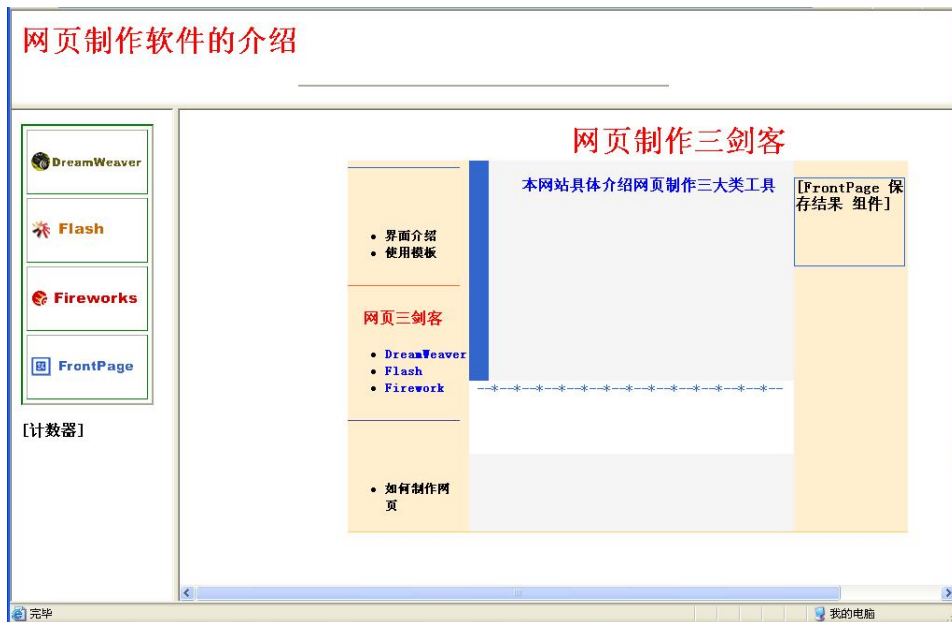 网页制作软件的介绍
DreamWeaver
Flash
Fireworks
FrontPage
[计数器]
网页制作三剑客
界面介绍
使用模板
网页三剑客
DreamWeaver
Flash
Firework
如何制作网
页
本网站具体介绍网页制作三大类工具
--*--*--*--*--*--*--*--*--*--*--*--*--
[FrontPage 保
存结果 组件]
完毕
我的电脑